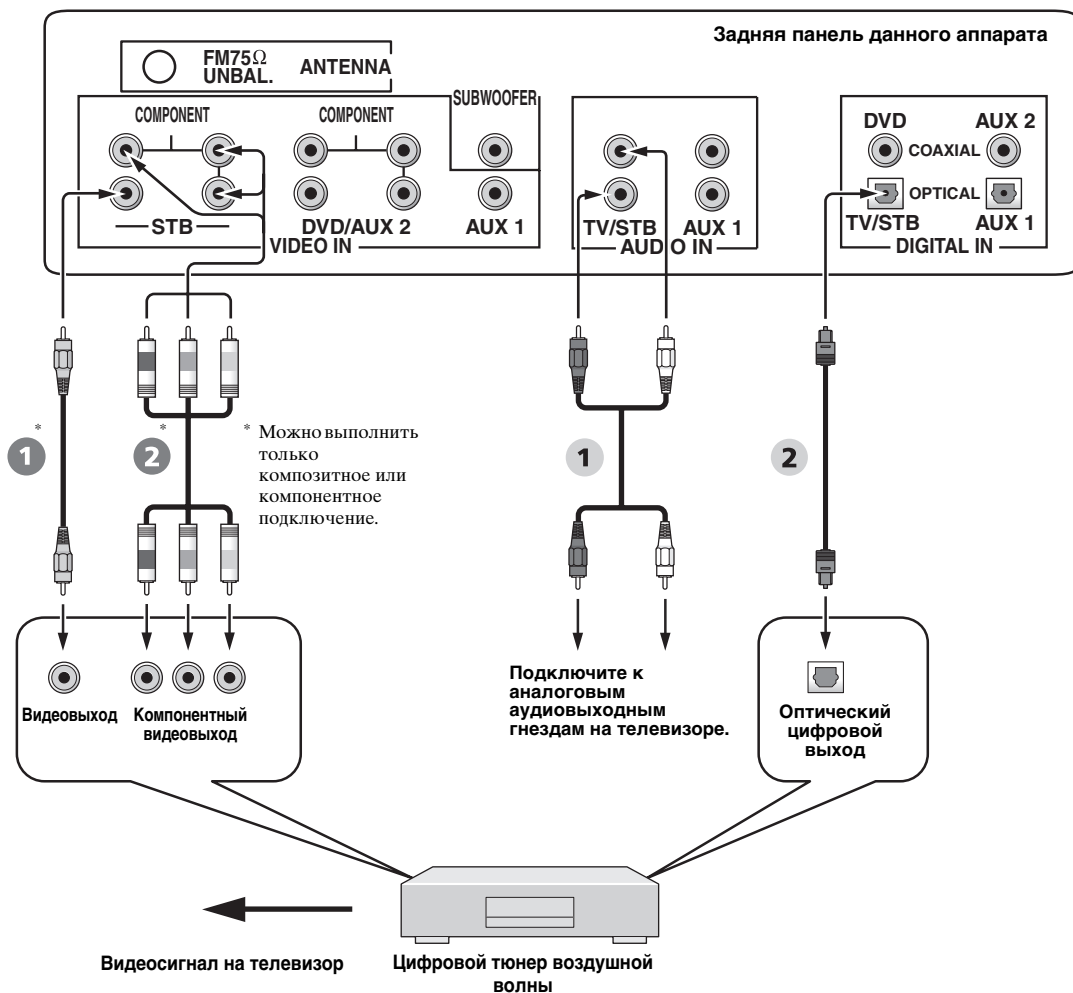 Задняя панель данного аппарата
FM75Ω
UNBAL.
ANTENNA
COMPONENT
COMPONENT
SUBWOOFER
STB
DVD/AUX 2
AUX 1
VIDEO IN
TV/STB
AUX 1
AUDIO IN
DVD
AUX 2
COAXIAL
OPTICAL
TV/STB
AUX 1
DIGITAL IN
1
*
2
*
* Можно выполнить
только
композитное или
компонентное
подключение.
1
2
Видеовыход
Компонентный
видеовыход
Подключите к
аналоговым
аудиовыходным
гнездам на телевизоре.
Оптический
цифровой
выход
Видеосигнал на телевизор
Цифровой тюнер воздушной
волны